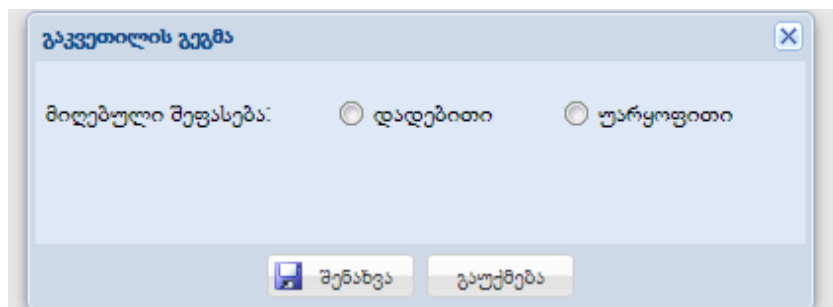 გაკვეთილის გეგმა
მიღებული შეფასება: დადებითი უარყოფითი
შენახვა გაუქმება